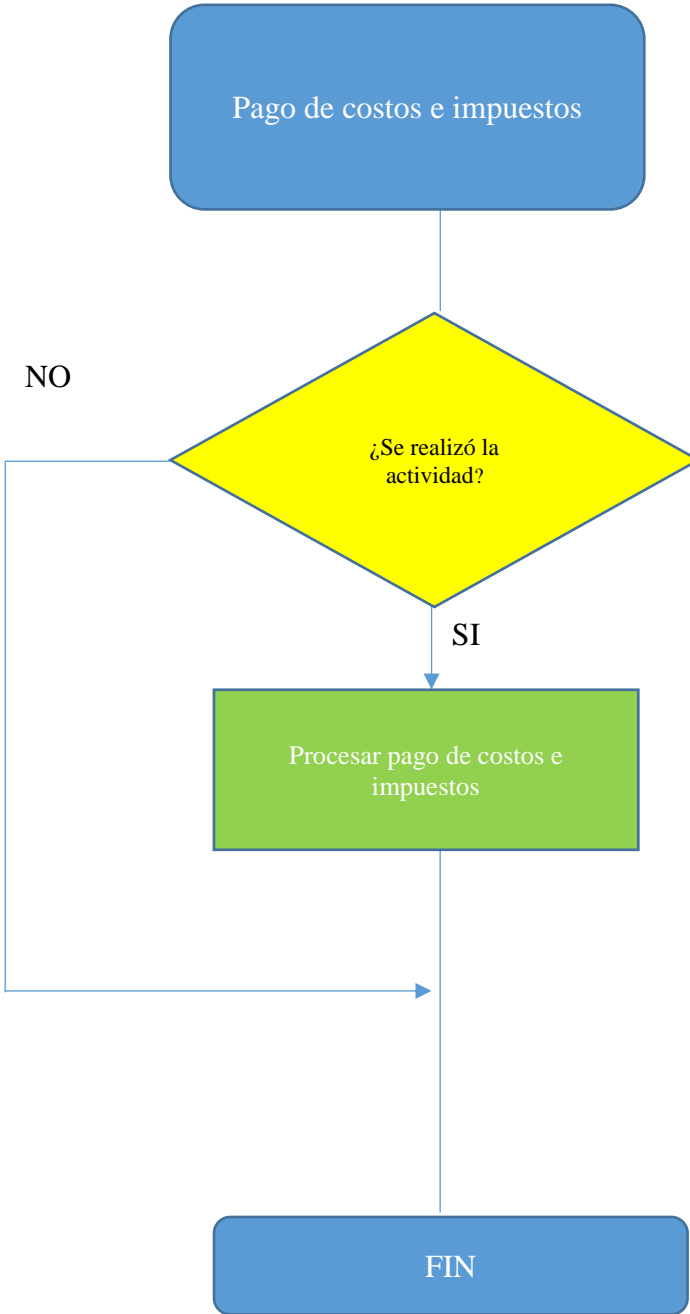 Pago de costos e impuestos
NO
¿Se realizó la
actividad?
SI
Procesar pago de costos e
impuestos
FIN